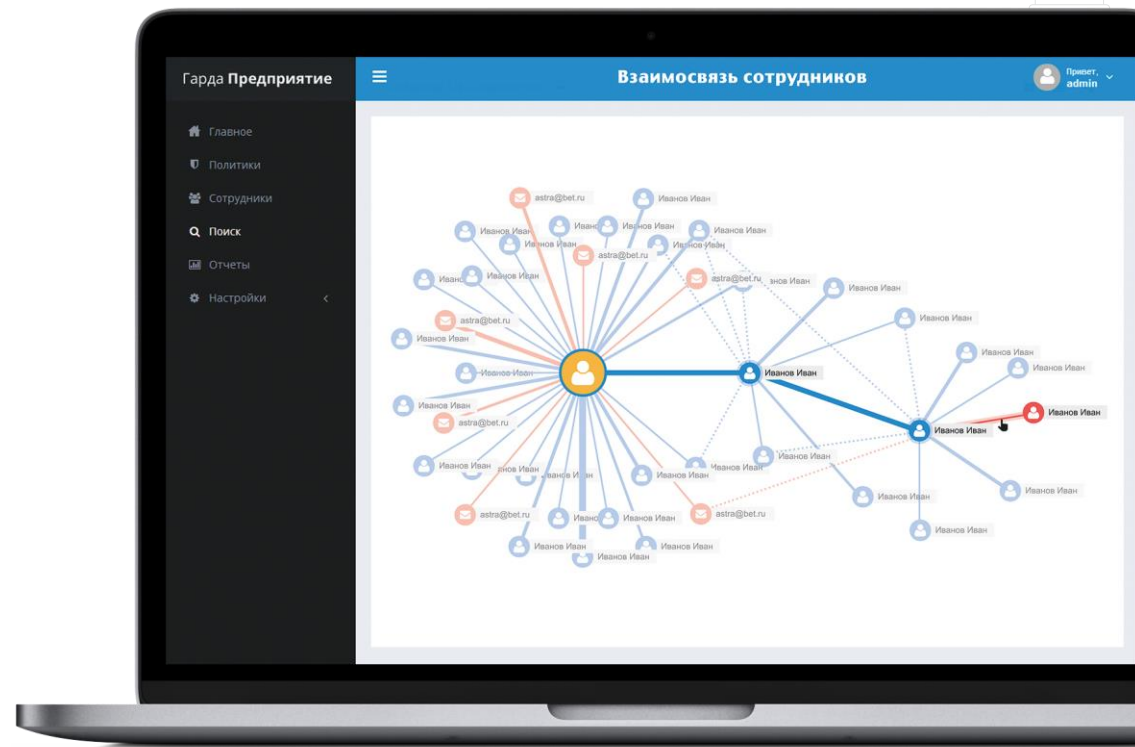 Гарда Предприятие
Взаимосвязь сотрудников
Привет,
admin
Главное
Политики
Сотрудники
Поиск
Отчеты
Настройки
astra@bet.ru
Иванов Иван
Иванов Иван
Иванов Иван
Иванов Иван
Иванов Иван
astra@bet.ru
Иванов Иван
astra@bet.ru
Иванов Иван
Иванов Иван
astra@bet.ru
Иванов Иван
Иванов Иван
Иванов Иван
Иванов Иван
Иванов Иван
Иванов Иван
Иванов Иван
Иванов Иван
astra@bet.ru
Иванов Иван
Иванов Иван
Иванов Иван
Иванов Иван
Иван
Иванов Иван
Иванов Иван
Иванов Иван
Иванов Иван
astra@bet.ru
Иванов Иван
astra@bet.ru
Иванов Иван
Иванов Иван
Иванов Иван
Иванов Иван